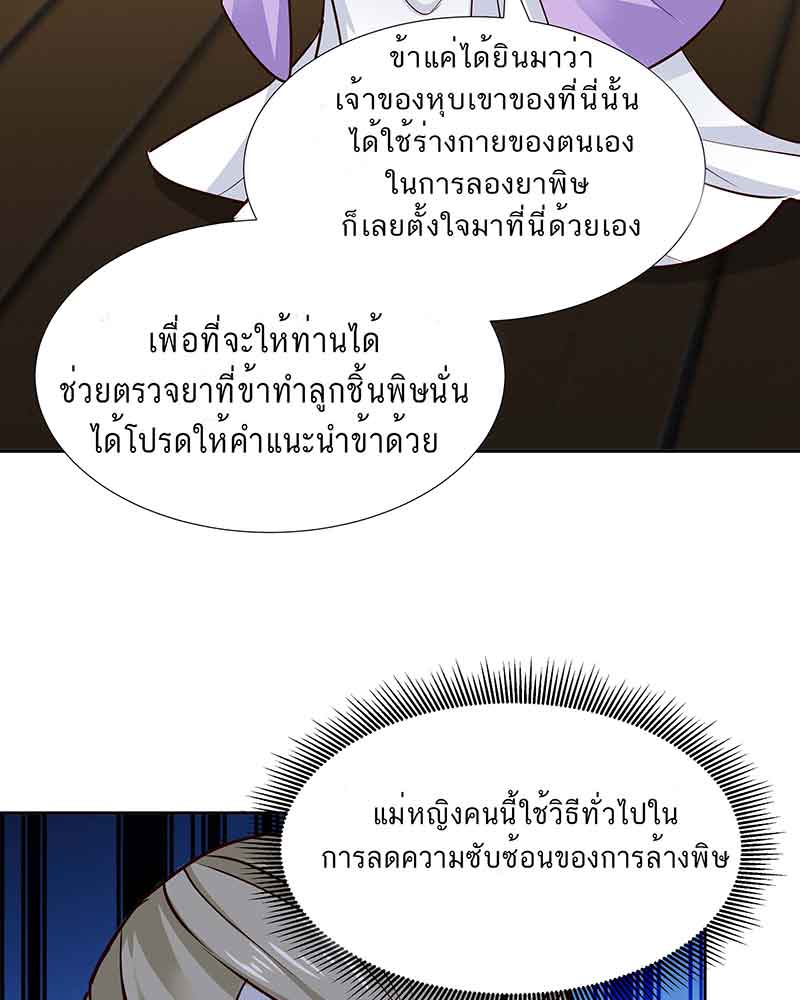 ข้าแค่ได้ยินมาว่า
เจ้าของหุบเขาของที่นี่นั้น
ได้ใช้ร่างกายของตนเอง
ในการลองยาพิษ
ก็เลยตั้งใจมาที่นี่ด้วยเอง
เพื่อที่จะให้ท่านได้
ช่วยตรวจยาที่ข้าทำลูกชิ้นพิษนั่น
ได้โปรดให้คำแนะนำข้าด้วย
แม่หญิงคนนี้ใช้วิธีทั่วไปใน
การลดความซับซ้อนของการล้างพิษ